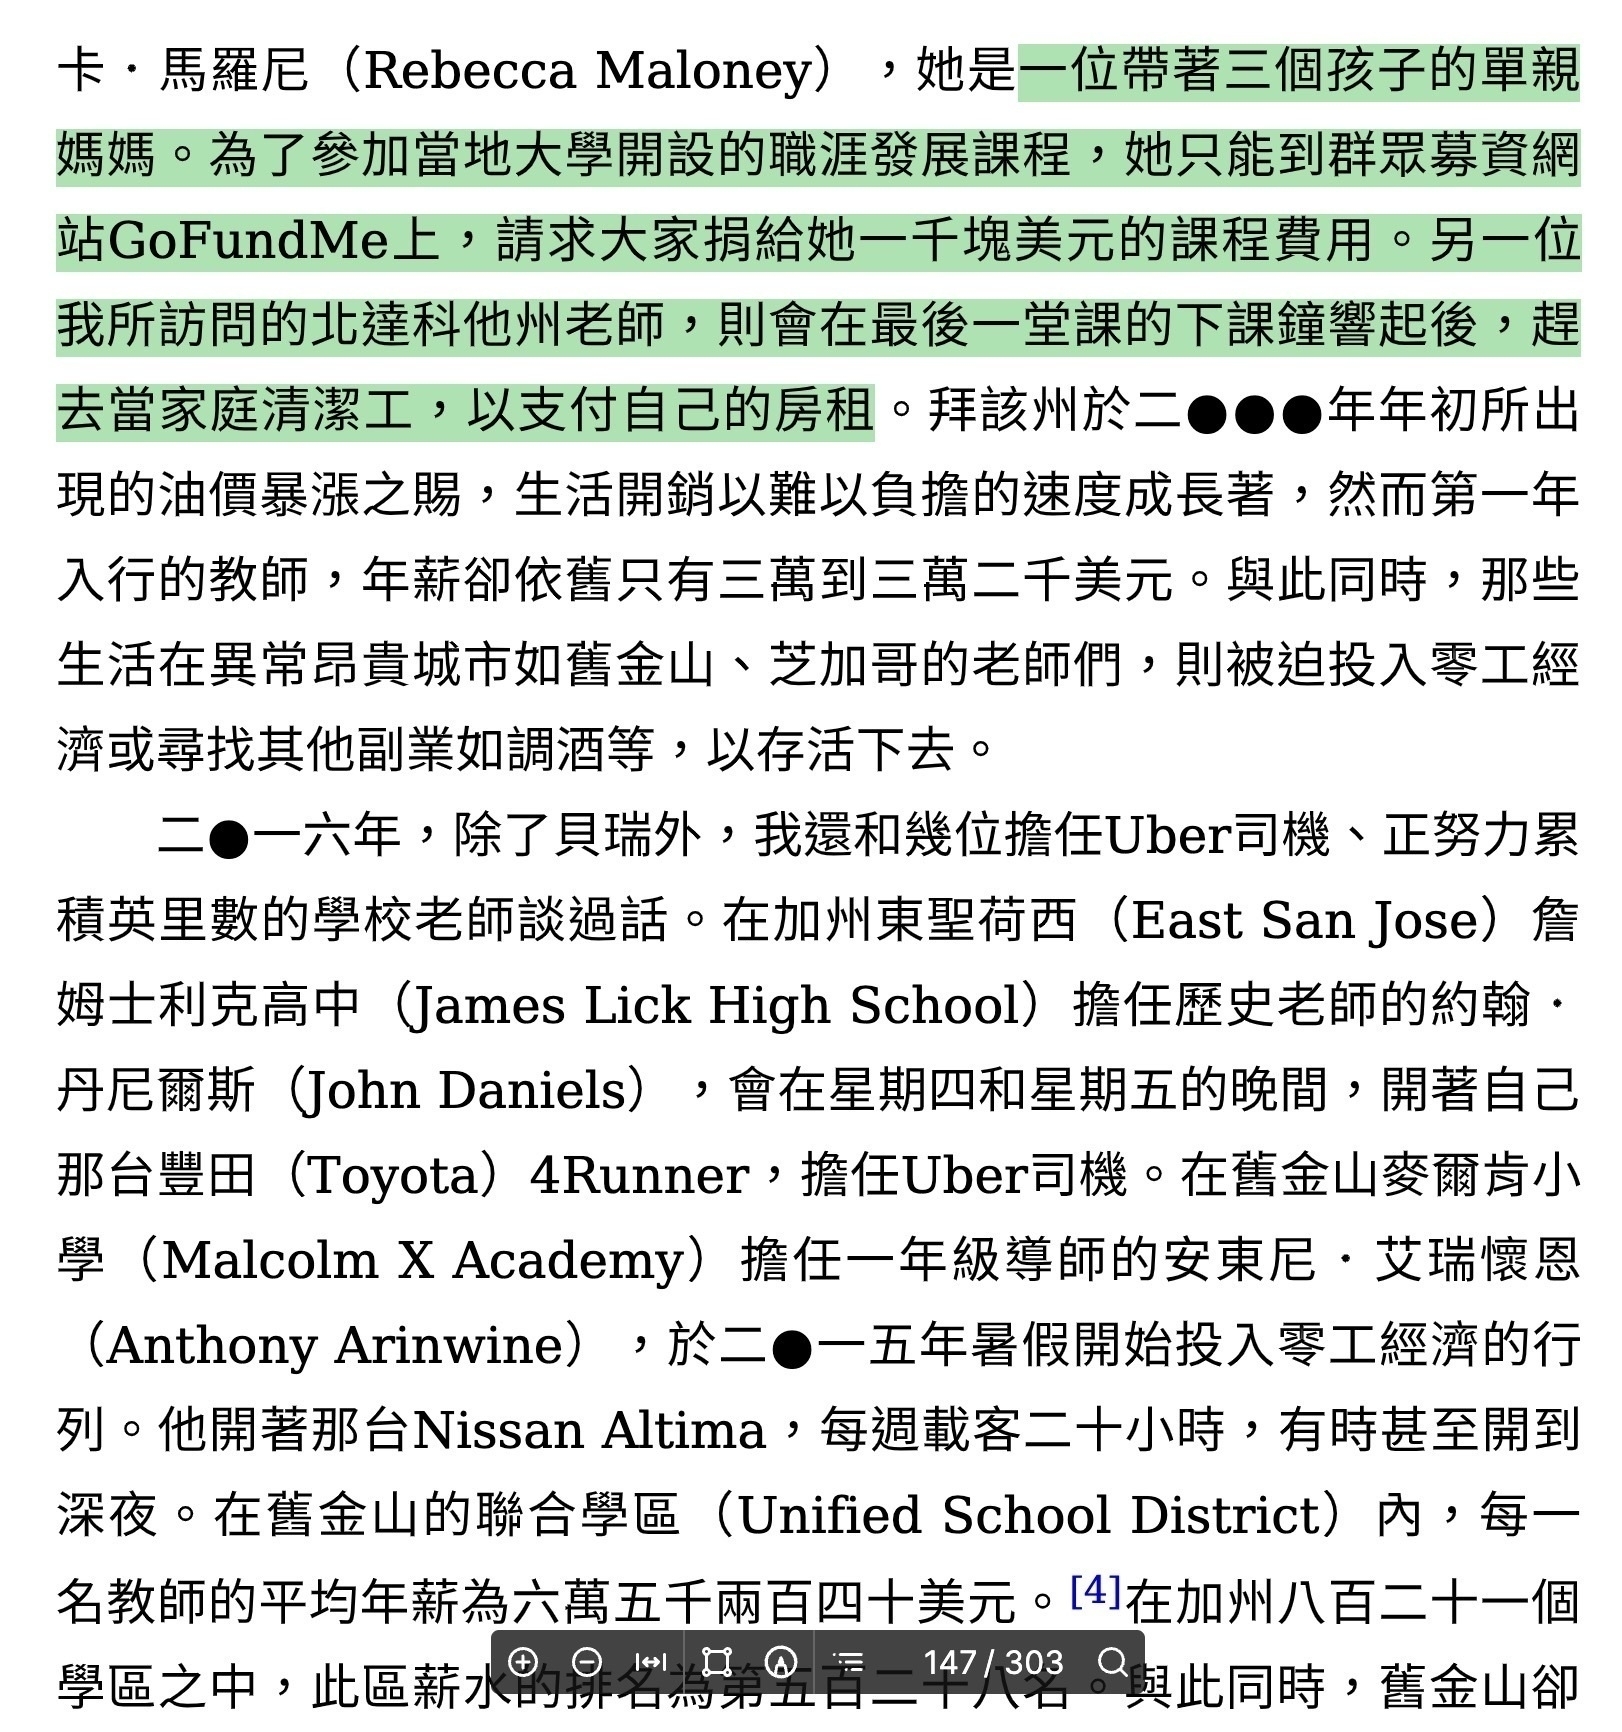 卡．馬羅尼（Rebecca Maloney），她是一位帶著三個孩子的單親
媽媽。為了參加當地大學開設的職涯發展課程，她只能到群眾募資網
站GoFundMe上，請求大家捐給她一千塊美元的課程費用。另一位
我所訪問的北達科他州老師，則會在最後一堂課的下課鐘響起後，趕
去當家庭清潔工，以支付自己的房租。拜該州於二●●●年年初所出
現的油價暴漲之賜，生活開銷以難以負擔的速度成長著，然而第一年
入行的教師，年薪卻依舊只有三萬到三萬二千美元。與此同時，那些
生活在異常昂貴城市如舊金山、芝加哥的老師們，則被迫投入零工經
濟或尋找其他副業如調酒等，以存活下去。
二●一六年，除了貝瑞外，我還和幾位擔任Uber司機、正努力累
積英里數的學校老師談過話。在加州東聖荷西（East San Jose）詹
姆士利克高中（James Lick High School）擔任歷史老師的約翰．
丹尼爾斯（John Daniels），會在星期四和星期五的晚間，開著自己
那台豐田（Toyota）4Runner，擔任Uber司機。在舊金山麥爾肯小
學（Malcolm X Academy）擔任一年級導師的安東尼．艾瑞懷恩
（Anthony Arinwine），於二●一五年暑假開始投入零工經濟的行
列。他開著那台Nissan Altima，每週載客二十小時，有時甚至開到
深夜。在舊金山的聯合學區（Unified School District）內，每一
名教師的平均年薪為六萬五千兩百四十美元。[4]在加州八百二十一個
學區之中，此區薪水的排名為第五百二十八名。與此同時，舊金山卻
147 / 303